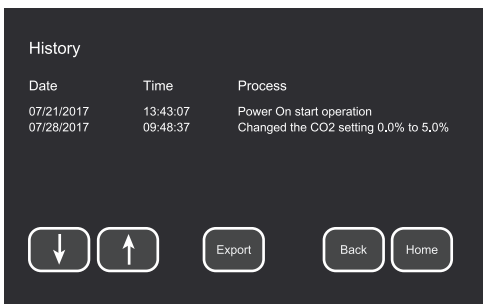 History
Date Time Process
07/21/2017 13:43:07 Power On start operation
07/28/2017 09:48:37 Changed the CO2 setting 0.0% to 5.0%
Export Back Home